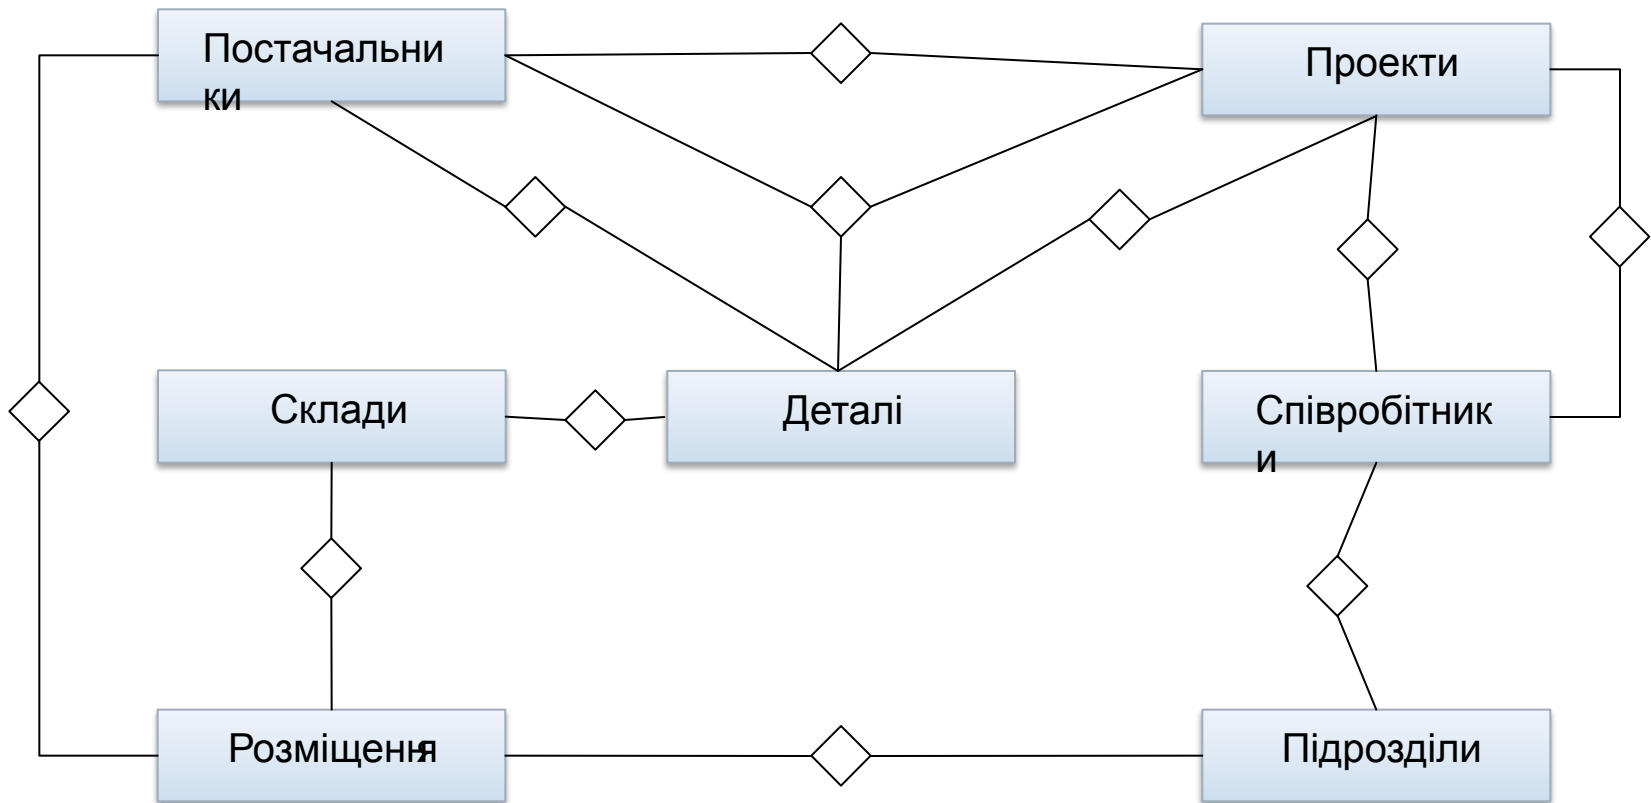 Постачальни
ки
Проекти
Склади
Деталі
Співробітник
и
Розміщення
Підрозділи